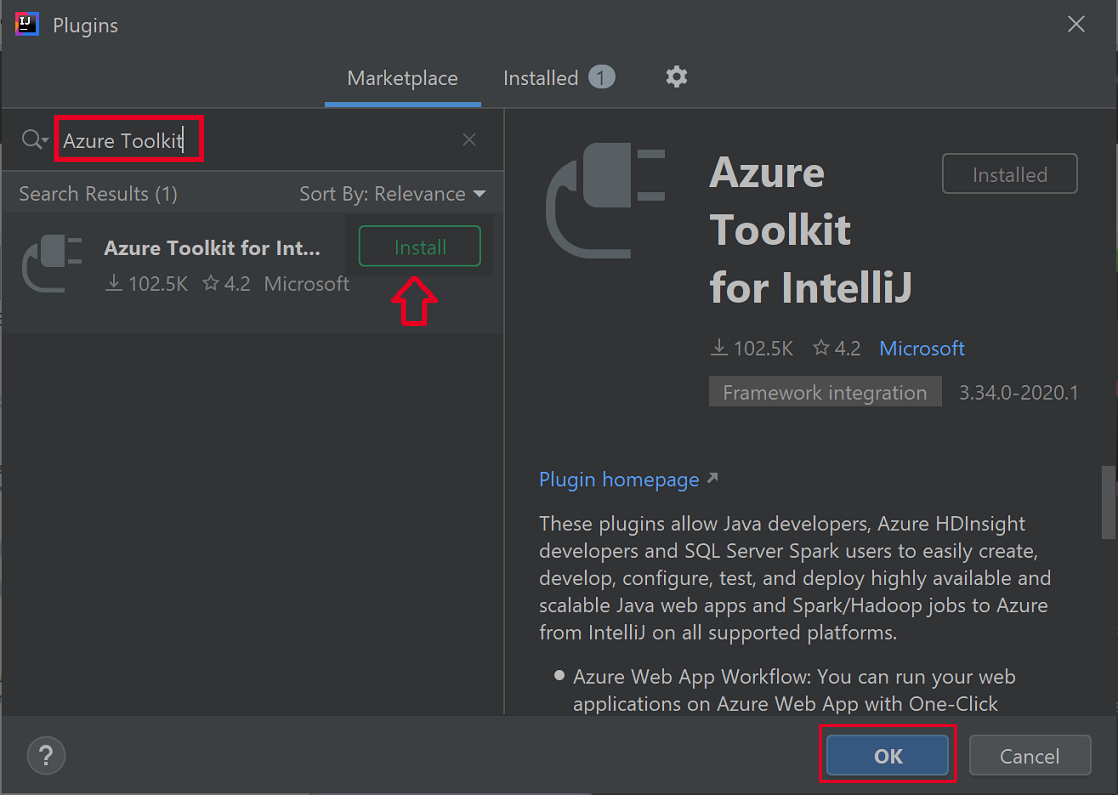 Plugins
Marketplace
Installed 1
Azure Toolkit
Search Results (1)
Sort By: Relevance
Azure Toolkit for Int...
Install
102.5K 4.2 Microsoft
Azure
Toolkit
for IntelliJ
Installed
102.5K 4.2 Microsoft
Framework integration 3.34.0-2020.1
Plugin homepage
These plugins allow Java developers, Azure HDInsight
developers and SQL Server Spark users to easily create,
develop, configure, test, and deploy highly available and
scalable Java web apps and Spark/Hadoop jobs to Azure
from IntelliJ on all supported platforms.
Azure Web App Workflow: You can run your web
applications on Azure Web App with One-Click
?
OK
Cancel